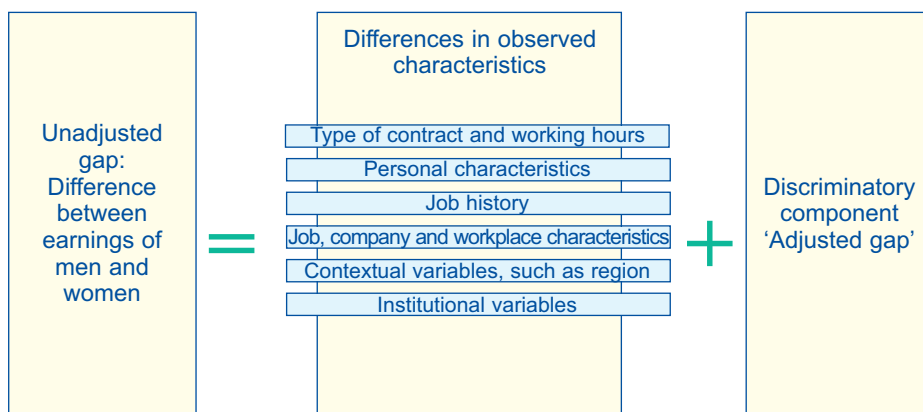 Unadjusted
gap:
Difference
between
earnings of
men and
women
=
Differences in observed
characteristics
Type of contract and working hours
Personal characteristics
Job history
Job, company and workplace characteristics
Contextual variables, such as region
Institutional variables
+
Discriminatory
component
‘Adjusted gap’